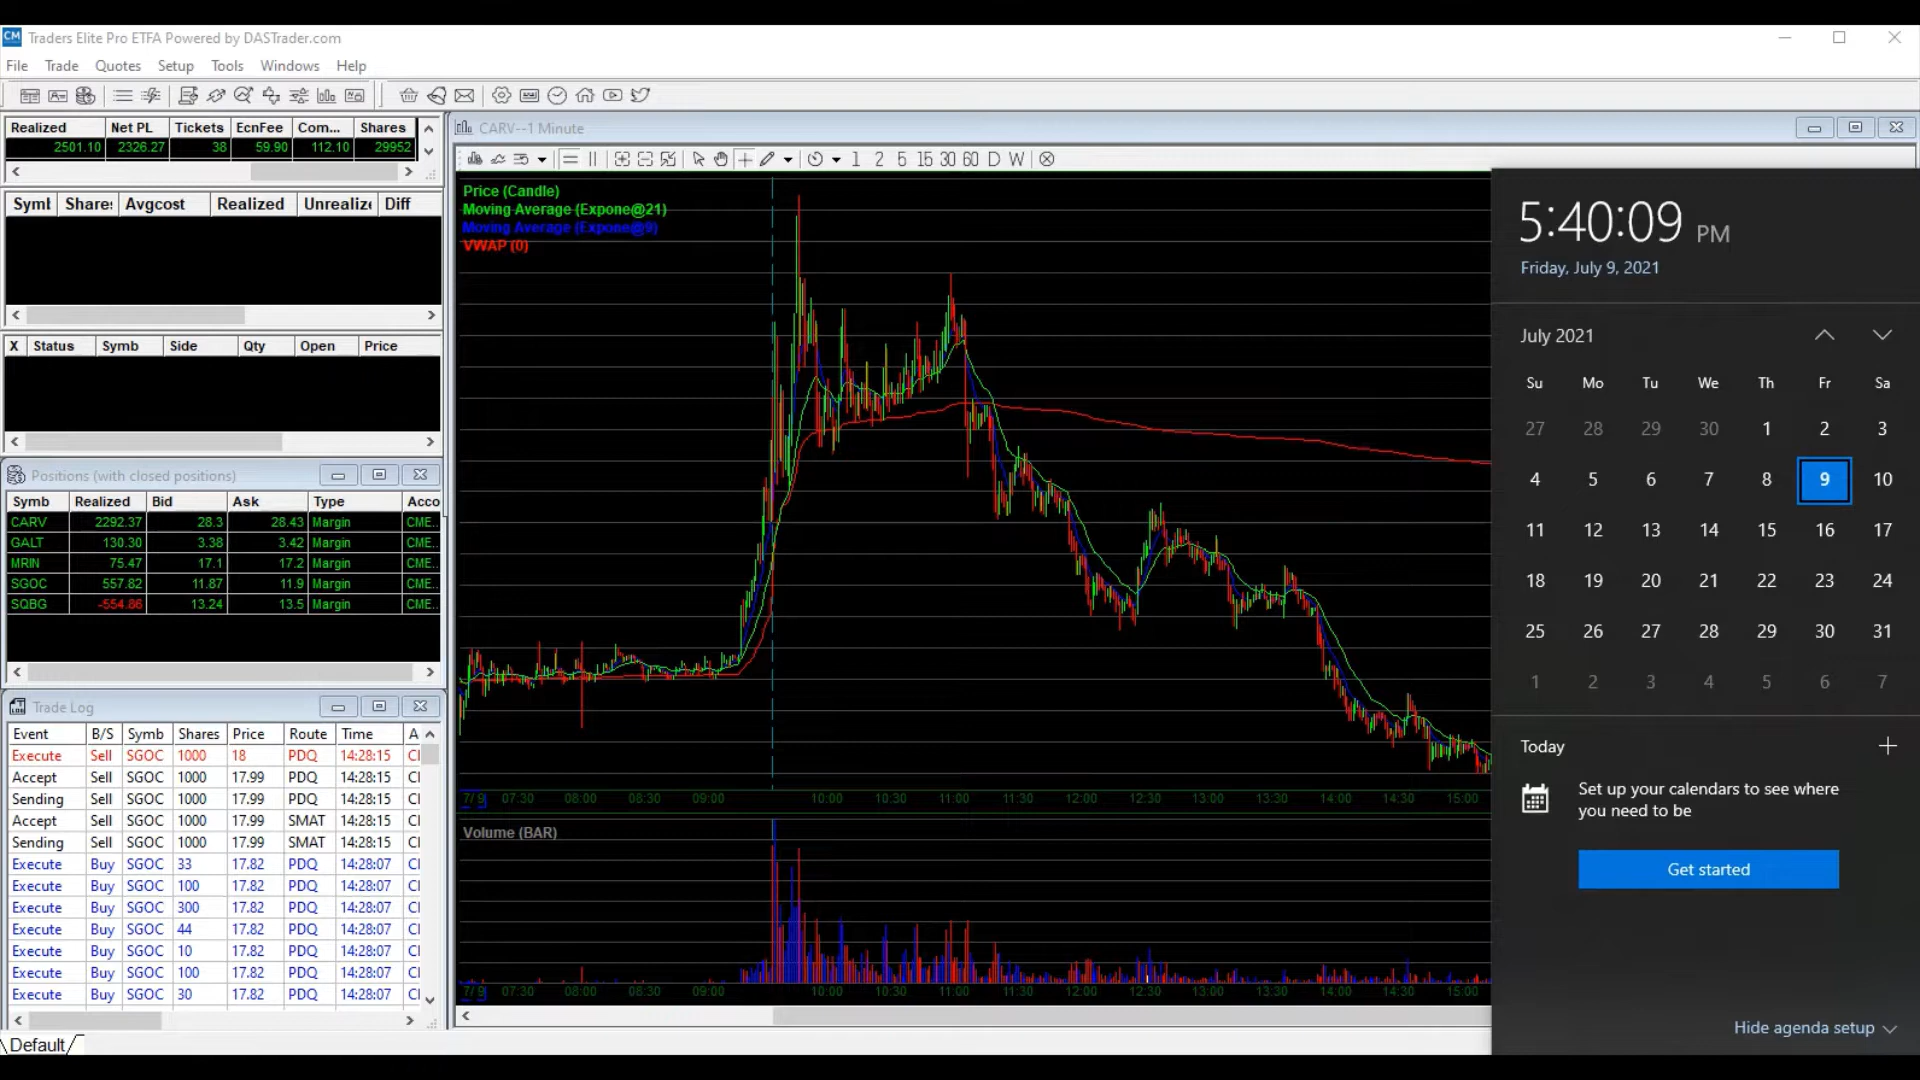 CM Traders Elite Pro ETFA Powered by DASTrader.com
File Trade Quotes Setup Tools Windows Help
Realized Net PL Tickets EcnFee Com... Shares
2501.10 2326.27 38 59.90 112.10 29952
Symb Share: Avgcost Realized Unrealize Diff
X Status Symb Side Qty Open Price
Positions (with closed positions)
Symb Realized Bid Ask Type Acco
CARV 2292.37 28.3 28.43 Margin CME..
GALT 130.30 3.38 3.42 Margin CME..
MRIN 75.47 17.1 17.2 Margin CME..
SGOC 557.82 11.87 11.9 Margin CME..
SQBG -554.86 13.24 13.5 Margin CME..
Trade Log
Event B/S Symb Shares Price Route Time A
Execute Sell SGOC 1000 18 PDQ 14:28:15 Cl
Accept Sell SGOC 1000 17.99 PDQ 14:28:15 Cl
Sending Sell SGOC 1000 17.99 PDQ 14:28:15 Cl
Accept Sell SGOC 1000 17.99 SMAT 14:28:15 Cl
Sending Sell SGOC 1000 17.99 SMAT 14:28:15 Cl
Execute Buy SGOC 33 17.82 PDQ 14:28:07 Cl
Execute Buy SGOC 100 17.82 PDQ 14:28:07 Cl
Execute Buy SGOC 300 17.82 PDQ 14:28:07 Cl
Execute Buy SGOC 44 17.82 PDQ 14:28:07 Cl
Execute Buy SGOC 10 17.82 PDQ 14:28:07 Cl
Execute Buy SGOC 100 17.82 PDQ 14:28:07 Cl
Execute Buy SGOC 30 17.82 PDQ 14:28:07 Cl
Default
CARV--1 Minute
1 2 5 15 30 60 D W
Price (Candle)
Moving Average (Expone@21)
Moving Average (Expone@9)
VWAP (0)
7/9 07:30 08:00 08:30 09:00 10:00 10:30 11:00 11:30 12:00 12:30 13:00 13:30 14:00 14:30 15:00
Volume (BAR)
7/9 07:30 08:00 08:30 09:00 10:00 10:30 11:00 11:30 12:00 12:30 13:00 13:30 14:00 14:30 15:00
5:40:09 PM
Friday, July 9, 2021
July 2021
Su Mo Tu We Th Fr Sa
27 28 29 30 1 2 3
4 5 6 7 8 9 10
11 12 13 14 15 16 17
18 19 20 21 22 23 24
25 26 27 28 29 30 31
1 2 3 4 5 6 7
Today
Set up your calendars to see where
you need to be
Get started
Hide agenda setup